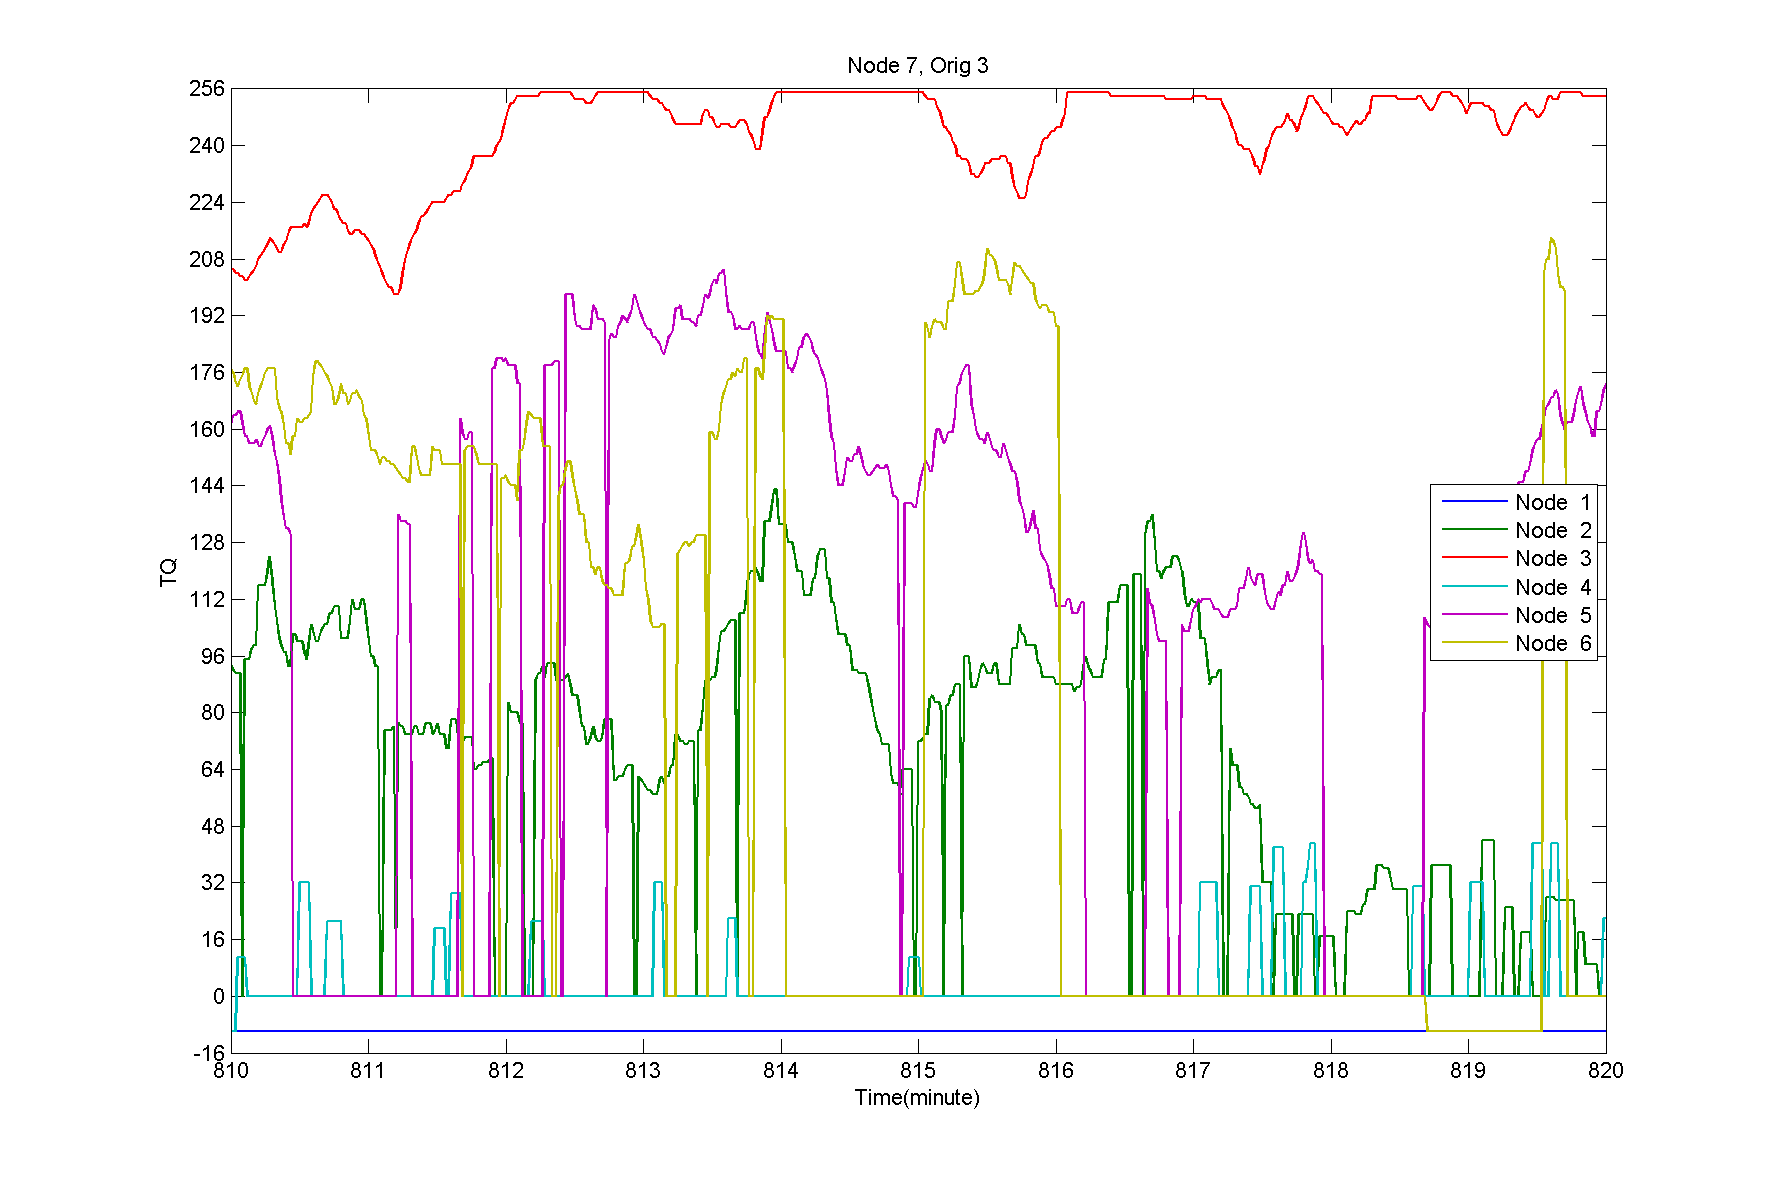 Node 7, Orig 3
256
240
224
208
192
176
160
144
128
112
96
80
64
48
32
16
0
-16
TQ
810 811 812 813 814 815 816 817 818 819 820
Time(minute)
Node 1
Node 2
Node 3
Node 4
Node 5
Node 6